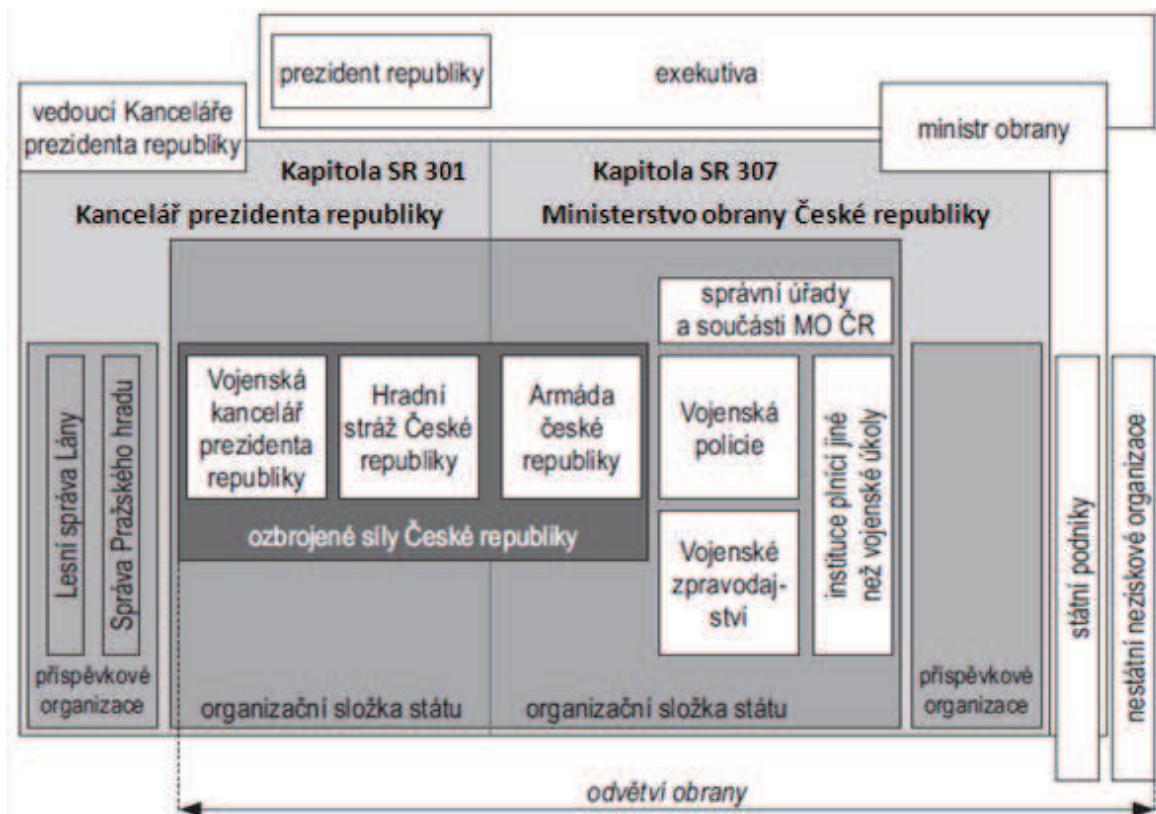 prezident republiky
exekutiva
vedoucí Kanceláře
prezidenta republiky
ministr obrany
Kapitola SR 301
Kancelář prezidenta republiky
Kapitola SR 307
Ministerstvo obrany České republiky
správní úřady
a součásti MO ČR
Lesní správa Lány
Správa Pražského hradu
příspěvkové
organizace
Vojenská
kancelář
prezidenta
republiky
Hradní
stráž České
republiky
Armáda
české
republiky
ozbrojené síly České republiky
Vojenská
policie
Vojenské
zpravodaj-
ství
instituce plnící jiné
než vojenské úkoly
organizační složka státu
organizační složka státu
příspěvkové
organizace
státní podniky
nestátní neziskové organizace
odvětví obrany